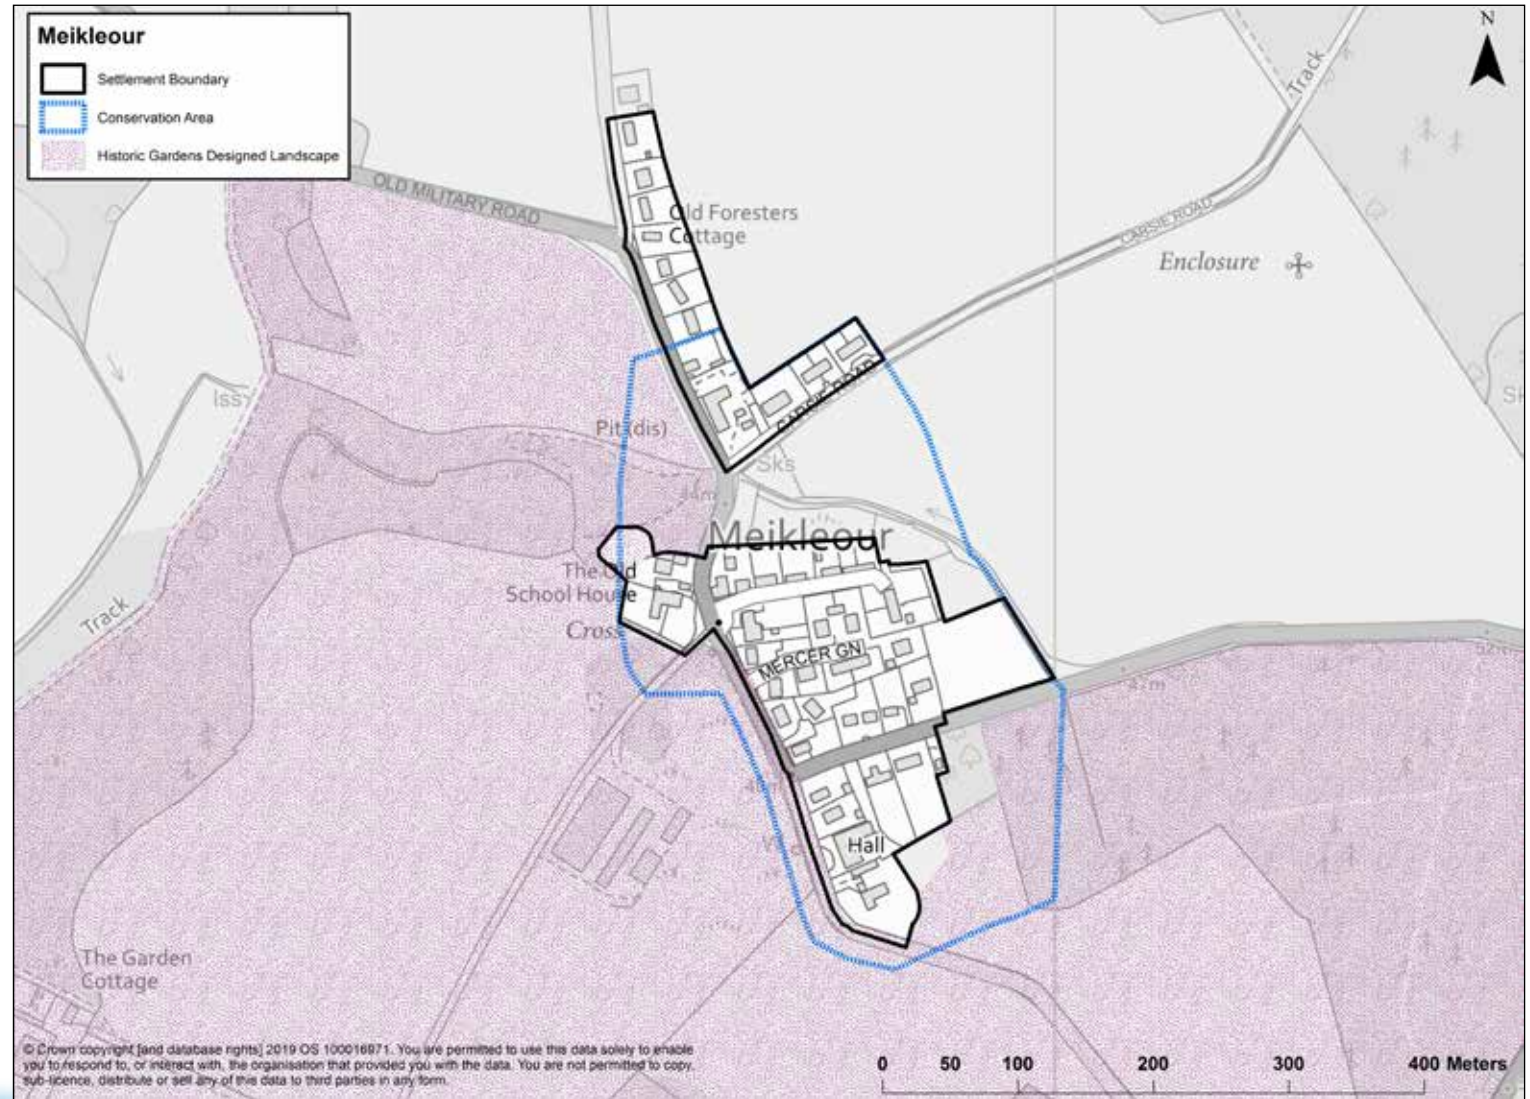 Meikleour
Settlement Boundary
Conservation Area
Historic Gardens Designed Landscape
N
Track
OLD MILITARY ROAD
Old Foresters
Cottage
CARSIE ROAD
Enclosure
Issy
CARSIE ROAD
Pit (dis)
Sks
Meikleour
The Old
School House
Cross
Track
MERCER GN
47m
52m
Hall
The Garden
Cottage
© Crown copyright [and database rights] 2019 OS 100016971. You are permitted to use this data solely to enable
you to respond to, or interact with, the organisation that provided you with the data. You are not permitted to copy,
sub-licence, distribute or sell any of this data to third parties in any form.
0 50 100 200 300 400 Meters